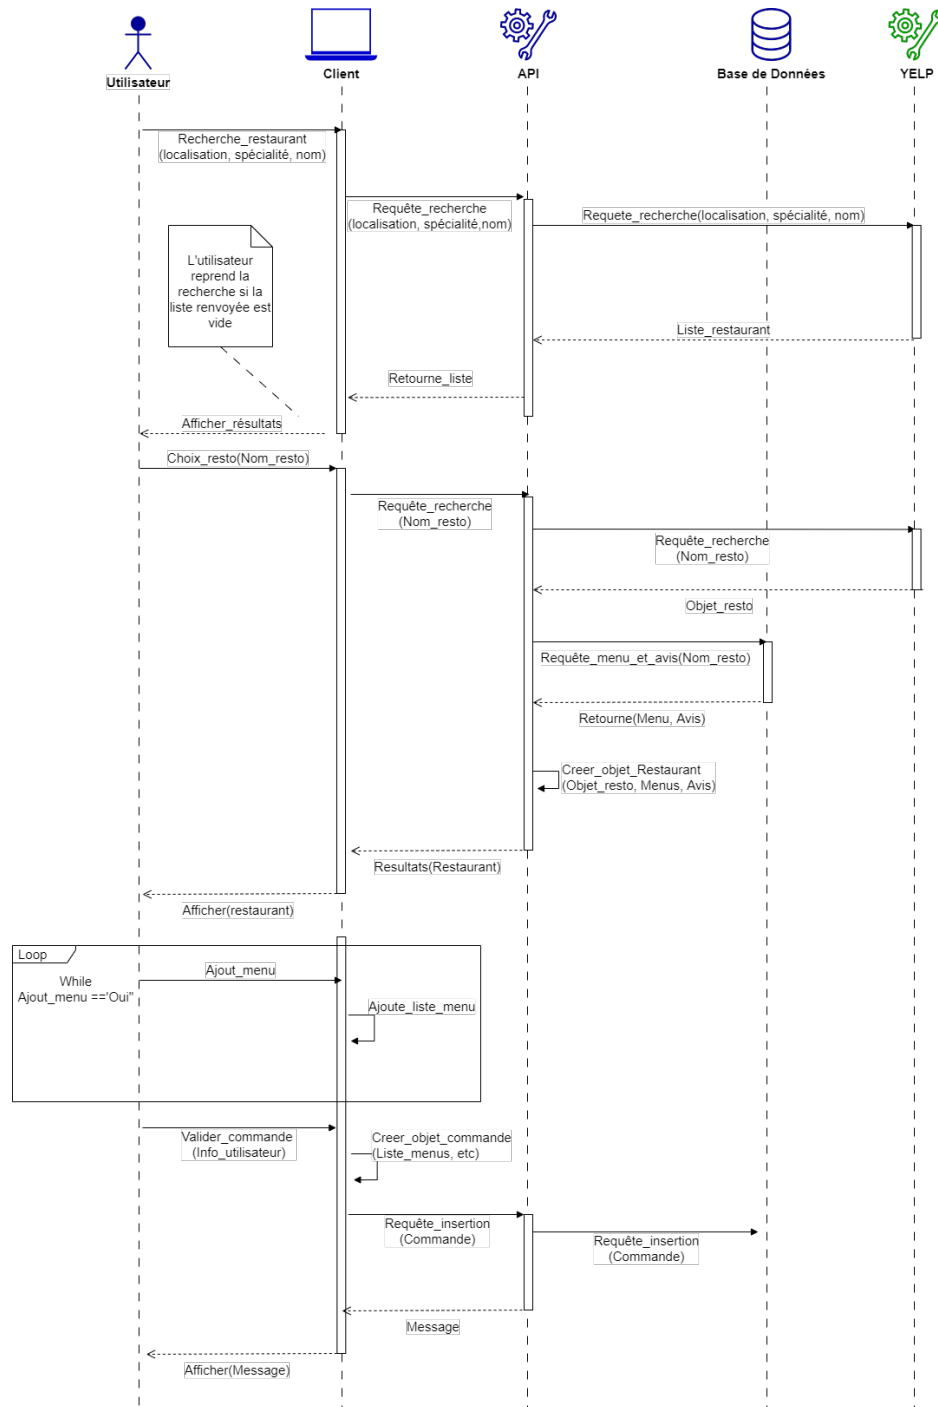 Utilisateur
Client
API
Base de Données
YELP
Recherche_restaurant
(localisation, spécialité, nom)
Requête_recherche
(localisation, spécialité,nom)
Requete_recherche(localisation, spécialité, nom)
L'utilisateur
reprend la
recherche si la
liste renvoyée est
vide
Liste_restaurant
Retourne_liste
Afficher_résultats
Choix_resto(Nom_resto)
Requête_recherche
(Nom_resto)
Requête_recherche
(Nom_resto)
Objet_resto
Requête_menu_et_avis(Nom_resto)
Retourne(Menu, Avis)
Creer_objet_Restaurant
(Objet_resto, Menus, Avis)
Resultats(Restaurant)
Afficher(restaurant)
Loop
While
Ajout_menu =='Oui"
Ajout_menu
Ajoute_liste_menu
Valider_commande
(Info_utilisateur)
Creer_objet_commande
(Liste_menus, etc)
Requête_insertion
(Commande)
Requête_insertion
(Commande)
Message
Afficher(Message)